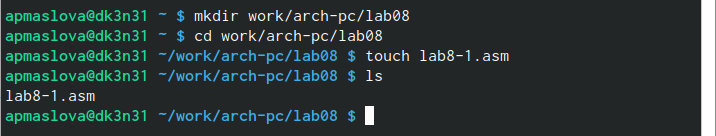 apmaslova@dk3n31 ~ $ mkdir work/arch-pc/lab08
apmaslova@dk3n31 ~ $ cd work/arch-pc/lab08
apmaslova@dk3n31 ~/work/arch-pc/lab08 $ touch lab8-1.asm
apmaslova@dk3n31 ~/work/arch-pc/lab08 $ ls
lab8-1.asm
apmaslova@dk3n31 ~/work/arch-pc/lab08 $